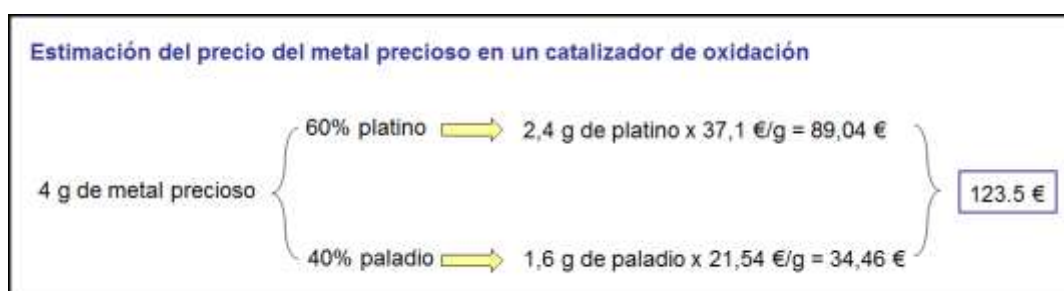 Estimación del precio del metal precioso en un catalizador de oxidación
60% platino
2,4 g de platino x 37,1 €/g = 89,04 €
4 g de metal precioso
123.5 €
40% paladio
1,6 g de paladio x 21,54 €/g = 34,46 €